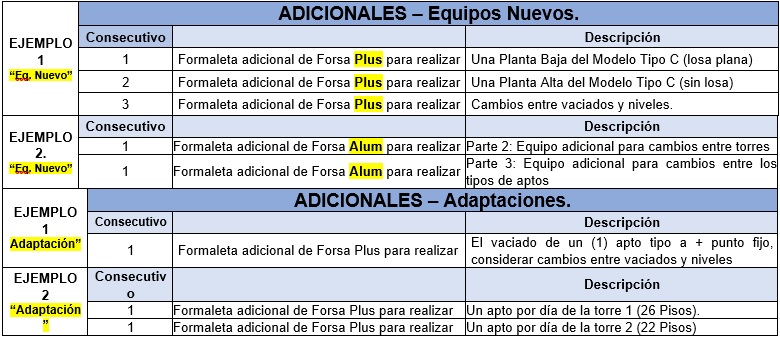 ADICIONALES – Equipos Nuevos.
EJEMPLO
1
“Eq. Nuevo”
Consecutivo Descripción
1 Formaleta adicional de Forsa Plus para realizar Una Planta Baja del Modelo Tipo C (losa plana)
2 Formaleta adicional de Forsa Plus para realizar Una Planta Alta del Modelo Tipo C (sin losa)
3 Formaleta adicional de Forsa Plus para realizar Cambios entre vaciados y niveles.
EJEMPLO
2.
“Eq. Nuevo”
Consecutivo Descripción
1 Formaleta adicional de Forsa Alum para realizar Parte 2: Equipo adicional para cambios entre torres
1 Formaleta adicional de Forsa Alum para realizar Parte 3: Equipo adicional para cambios entre los
tipos de aptos
ADICIONALES – Adaptaciones.
EJEMPLO
1
Adaptación”
Consecutivo Descripción
1 Formaleta adicional de Forsa Plus para realizar El vaciado de un (1) apto tipo a + punto fijo,
considerar cambios entre vaciados y niveles
EJEMPLO
2
“Adaptación
”
Consecutiv
o
Descripción
1 Formaleta adicional de Forsa Plus para realizar Un apto por día de la torre 1 (26 Pisos).
1 Formaleta adicional de Forsa Plus para realizar Un apto por día de la torre 2 (22 Pisos)